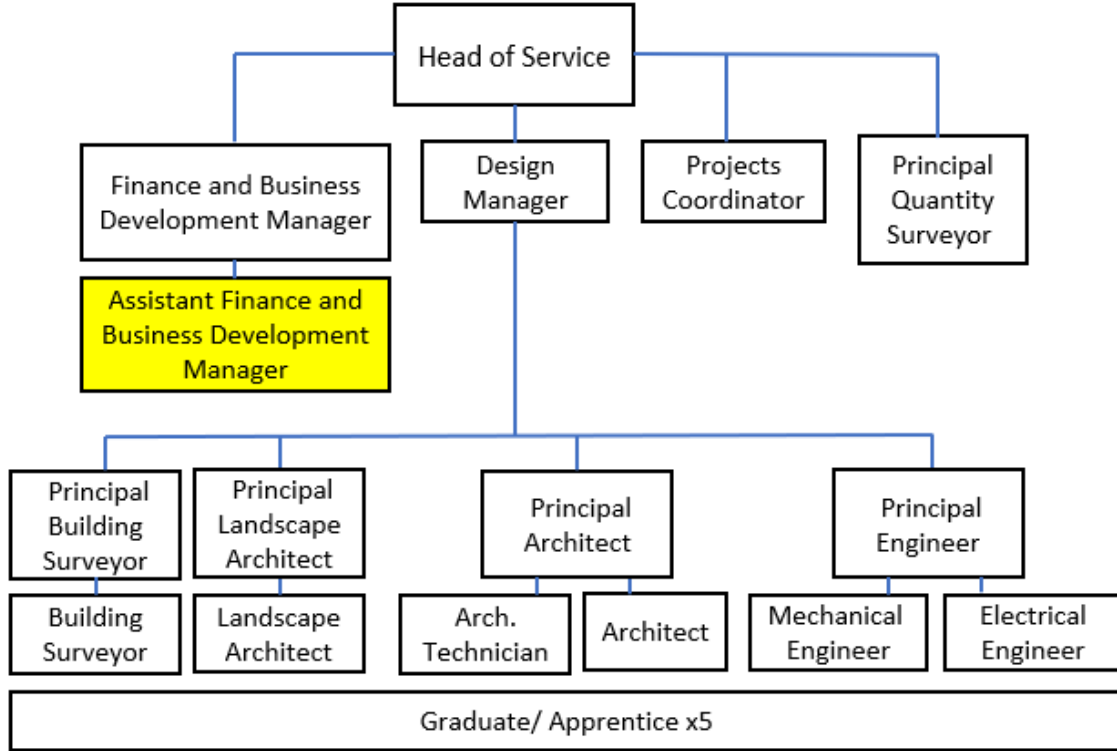 Head of Service
Finance and Business
Development Manager
Design
Manager
Projects
Coordinator
Principal
Quantity
Surveyor
Assistant Finance and
Business Development
Manager
Principal
Building
Surveyor
Principal
Landscape
Architect
Principal
Architect
Principal
Engineer
Building
Surveyor
Landscape
Architect
Arch.
Technician
Architect
Mechanical
Engineer
Electrical
Engineer
Graduate/ Apprentice x5